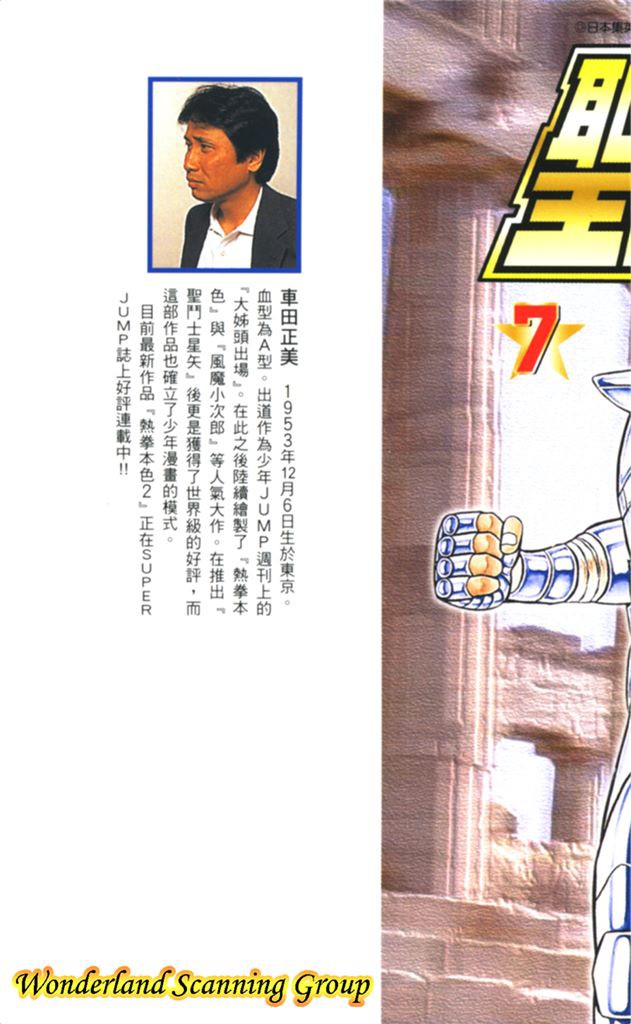 車田正美 1953年12月6日生於東京。
血型為A型。出道作為少年JUMP週刊上的
『大姊頭出場』。在此之後陸續繪製了『熱拳本
色』與『風魔小次郎』等人氣大作。在推出『
聖鬥士星矢』後更是獲得了世界級的好評，而
這部作品也確立了少年漫畫的模式。
目前最新作品『熱拳本色2』正在SUPER
JUMP誌上好評連載中!!
©日本集英
聖
王
7
Wonderland Scanning Group